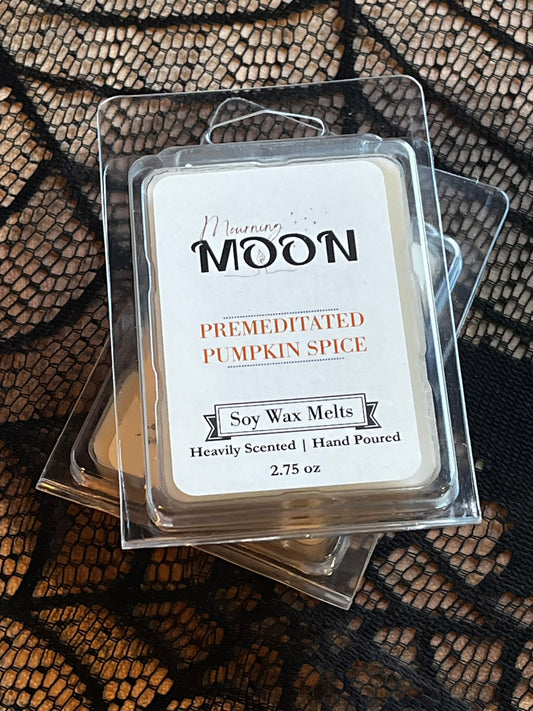 Mourning
MOON
PREMEDITATED
PUMPKIN SPICE
Soy Wax Melts
Heavily Scented | Hand Poured
2.75 oz